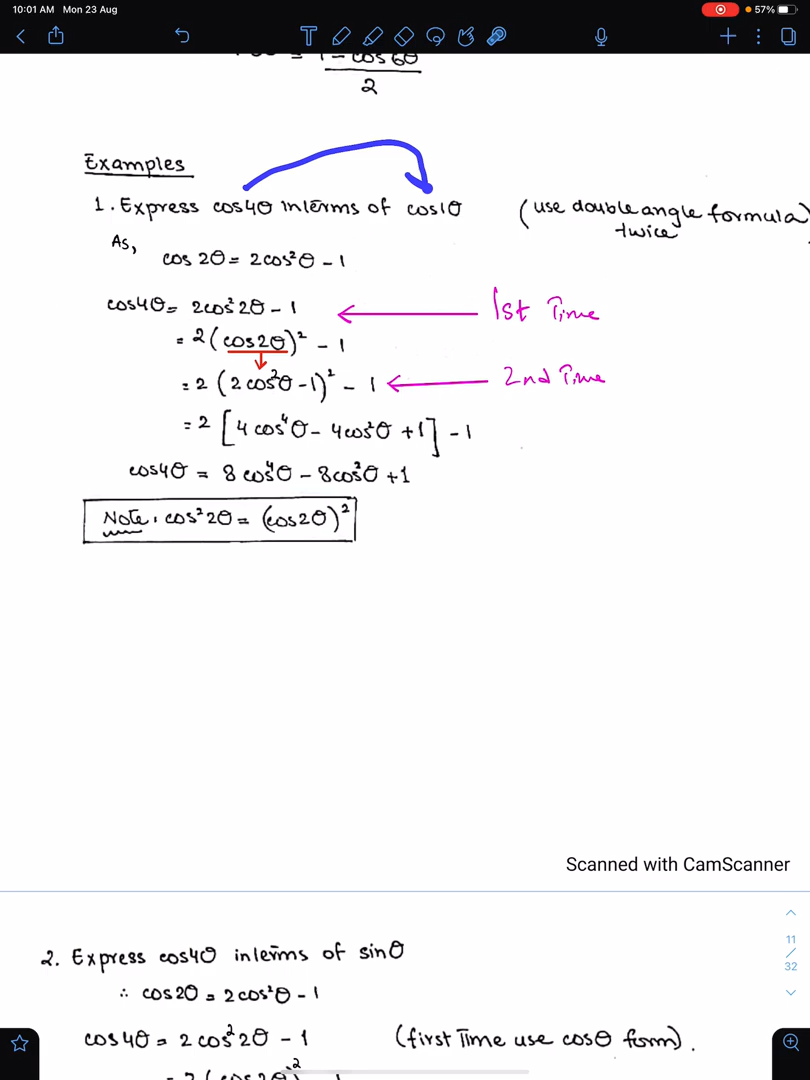 10:01 AM Mon 23 Aug
57%
= 1 - cos6θ
2
Examples
1. Express cos4θ interms of cos1θ (use double angle formula) twice
As,
cos 2θ = 2cos²θ - 1
cos4θ = 2cos²2θ - 1 1st Time
= 2(cos2θ)² - 1
= 2(2cos²θ - 1)² - 1 2nd Time
= 2[4cos⁴θ - 4cos²θ + 1] - 1
cos4θ = 8cos⁴θ - 8cos²θ + 1
Note: cos²2θ = (cos2θ)²
Scanned with CamScanner
11
/
32
2. Express cos4θ interms of sinθ
∴ cos2θ = 2cos²θ - 1
cos4θ = 2cos²2θ - 1 (first Time use cosθ form).